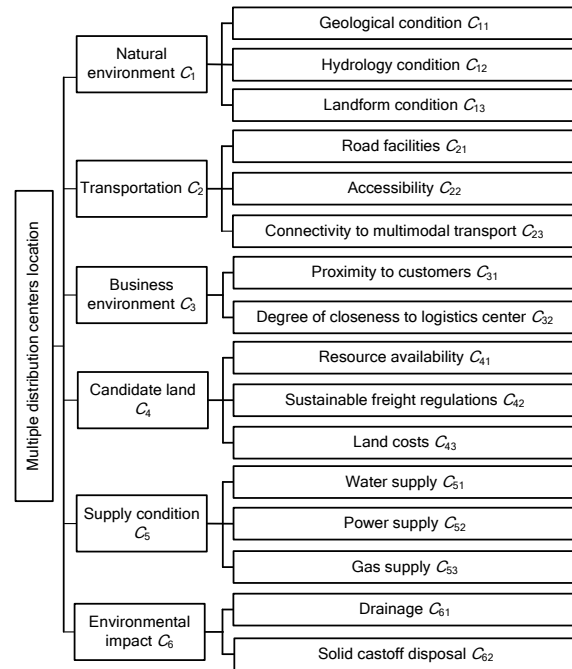 Multiple distribution centers location
Natural
environment C₁
Geological condition C₁₁
Hydrology condition C₁₂
Landform condition C₁₃
Transportation C₂
Road facilities C₂₁
Accessibility C₂₂
Connectivity to multimodal transport C₂₃
Business
environment C₃
Proximity to customers C₃₁
Degree of closeness to logistics center C₃₂
Candidate land
C₄
Resource availability C₄₁
Sustainable freight regulations C₄₂
Land costs C₄₃
Supply condition
C₅
Water supply C₅₁
Power supply C₅₂
Gas supply C₅₃
Environmental
impact C₆
Drainage C₆₁
Solid castoff disposal C₆₂